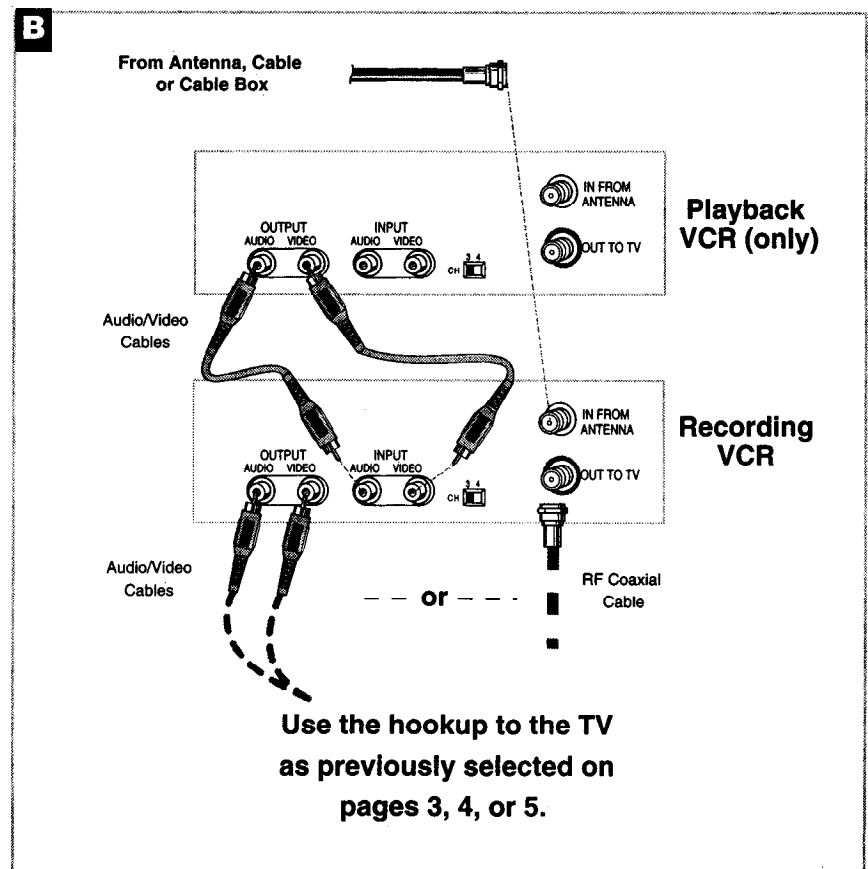 B
From Antenna, Cable
or Cable Box
IN FROM
ANTENNA
OUT TO TV
OUTPUT
AUDIO VIDEO
INPUT
AUDIO VIDEO
3 4
CH
Playback
VCR (only)
Audio/Video
Cables
IN FROM
ANTENNA
OUT TO TV
OUTPUT
AUDIO VIDEO
INPUT
AUDIO VIDEO
3 4
CH
Recording
VCR
Audio/Video
Cables
– – or – – –
RF Coaxial
Cable
Use the hookup to the TV
as previously selected on
pages 3, 4, or 5.